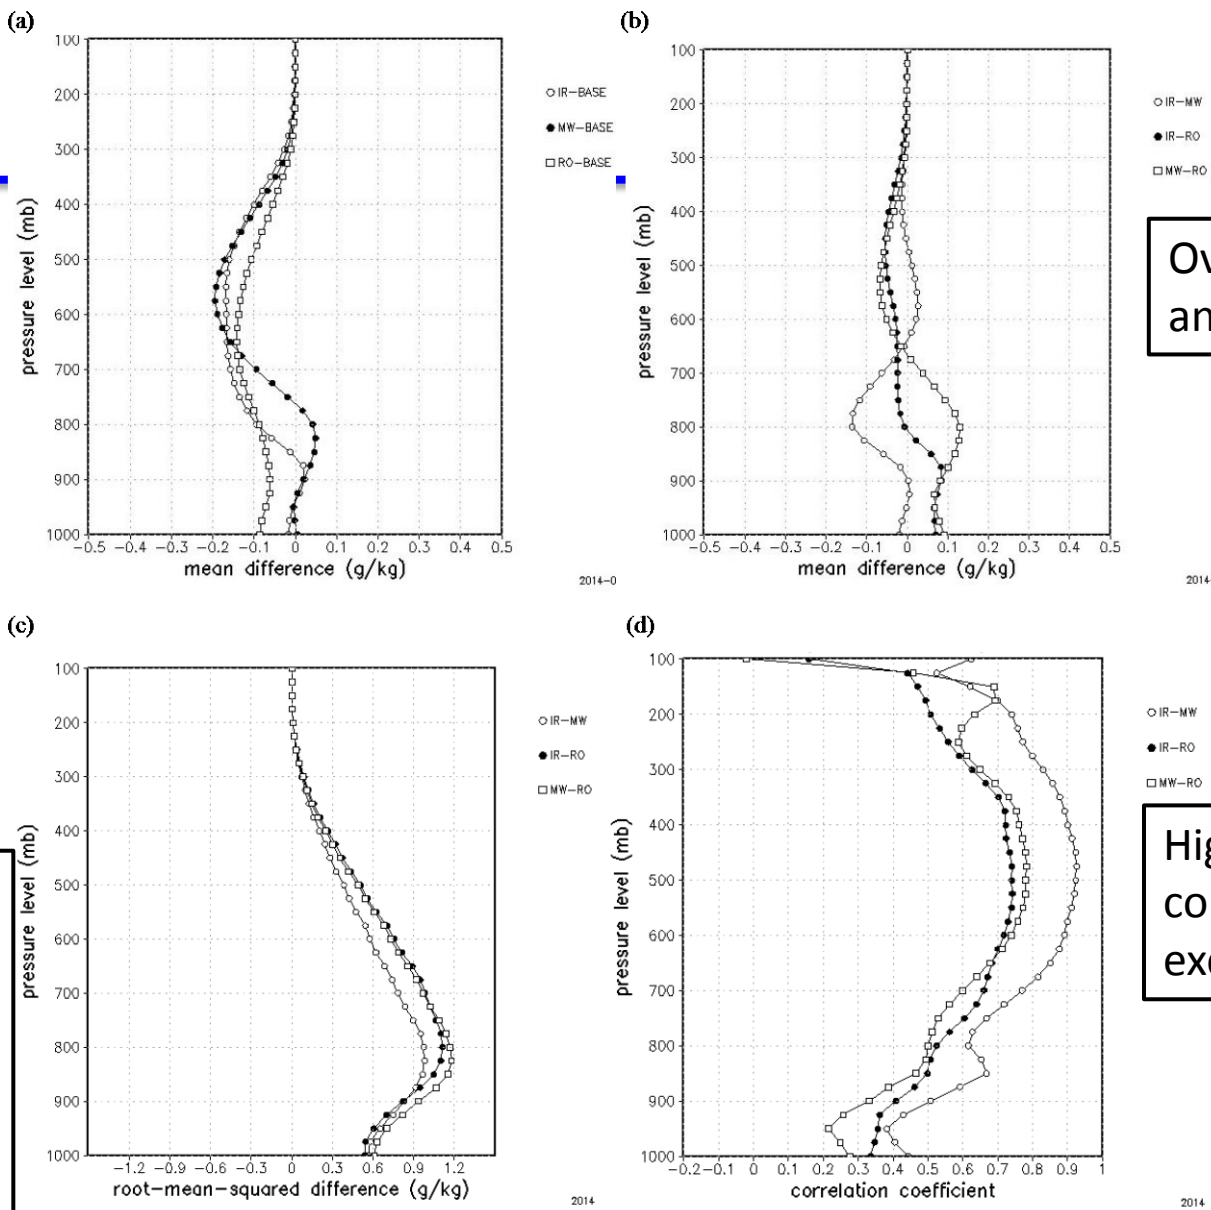 (a)
100
200
300
400
500
600
700
800
900
1000
pressure level (mb)
-0.5 -0.4 -0.3 -0.2 -0.1 0 0.1 0.2 0.3 0.4 0.5
mean difference (g/kg)
IR-BASE
MW-BASE
RO-BASE
2014-0
(b)
100
200
300
400
500
600
700
800
900
1000
pressure level (mb)
-0.5 -0.4 -0.3 -0.2 -0.1 0 0.1 0.2 0.3 0.4 0.5
mean difference (g/kg)
IR-MW
IR-RO
MW-RO
2014-
Ov
an
(c)
100
200
300
400
500
600
700
800
900
1000
pressure level (mb)
-1.2 -0.9 -0.6 -0.3 0 0.3 0.6 0.9 1.2
root-mean-squared difference (g/kg)
IR-MW
IR-RO
MW-RO
2014
(d)
100
200
300
400
500
600
700
800
900
1000
pressure level (mb)
-0.2 -0.1 0 0.2 0.3 0.4 0.5 0.6 0.7 0.8 0.9 1
correlation coefficient
IR-MW
IR-RO
MW-RO
2014
Hig
co
exc